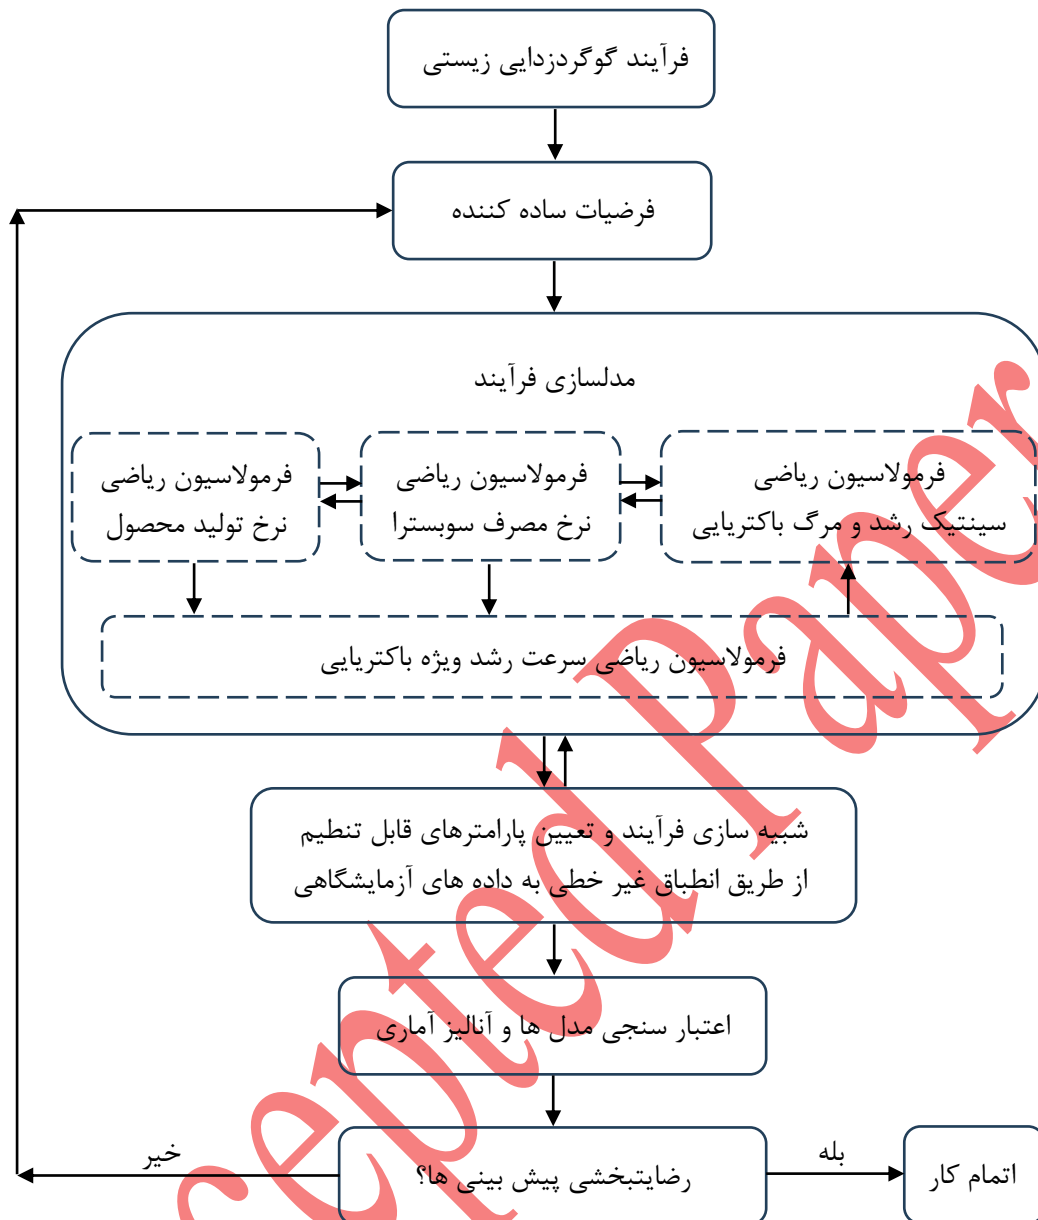 فرآیند گوگردزدایی زیستی
فرضیات ساده کننده
مدلسازی فرآیند
فرمولاسیون ریاضی
سینتیک رشد و مرگ باکتریایی
فرمولاسیون ریاضی
نرخ مصرف سوبسترا
فرمولاسیون ریاضی
نرخ تولید محصول
فرمولاسیون ریاضی سرعت رشد ویژه باکتریایی
شبیه سازی فرآیند و تعیین پارامترهای قابل تنطیم
از طریق انطباق غیر خطی به داده های آزمایشگاهی
اعتبار سنجی مدل ها و آنالیز آماری
رضایتبخشی پیش بینی ها؟
بله
خیر
اتمام کار
cepted Paper